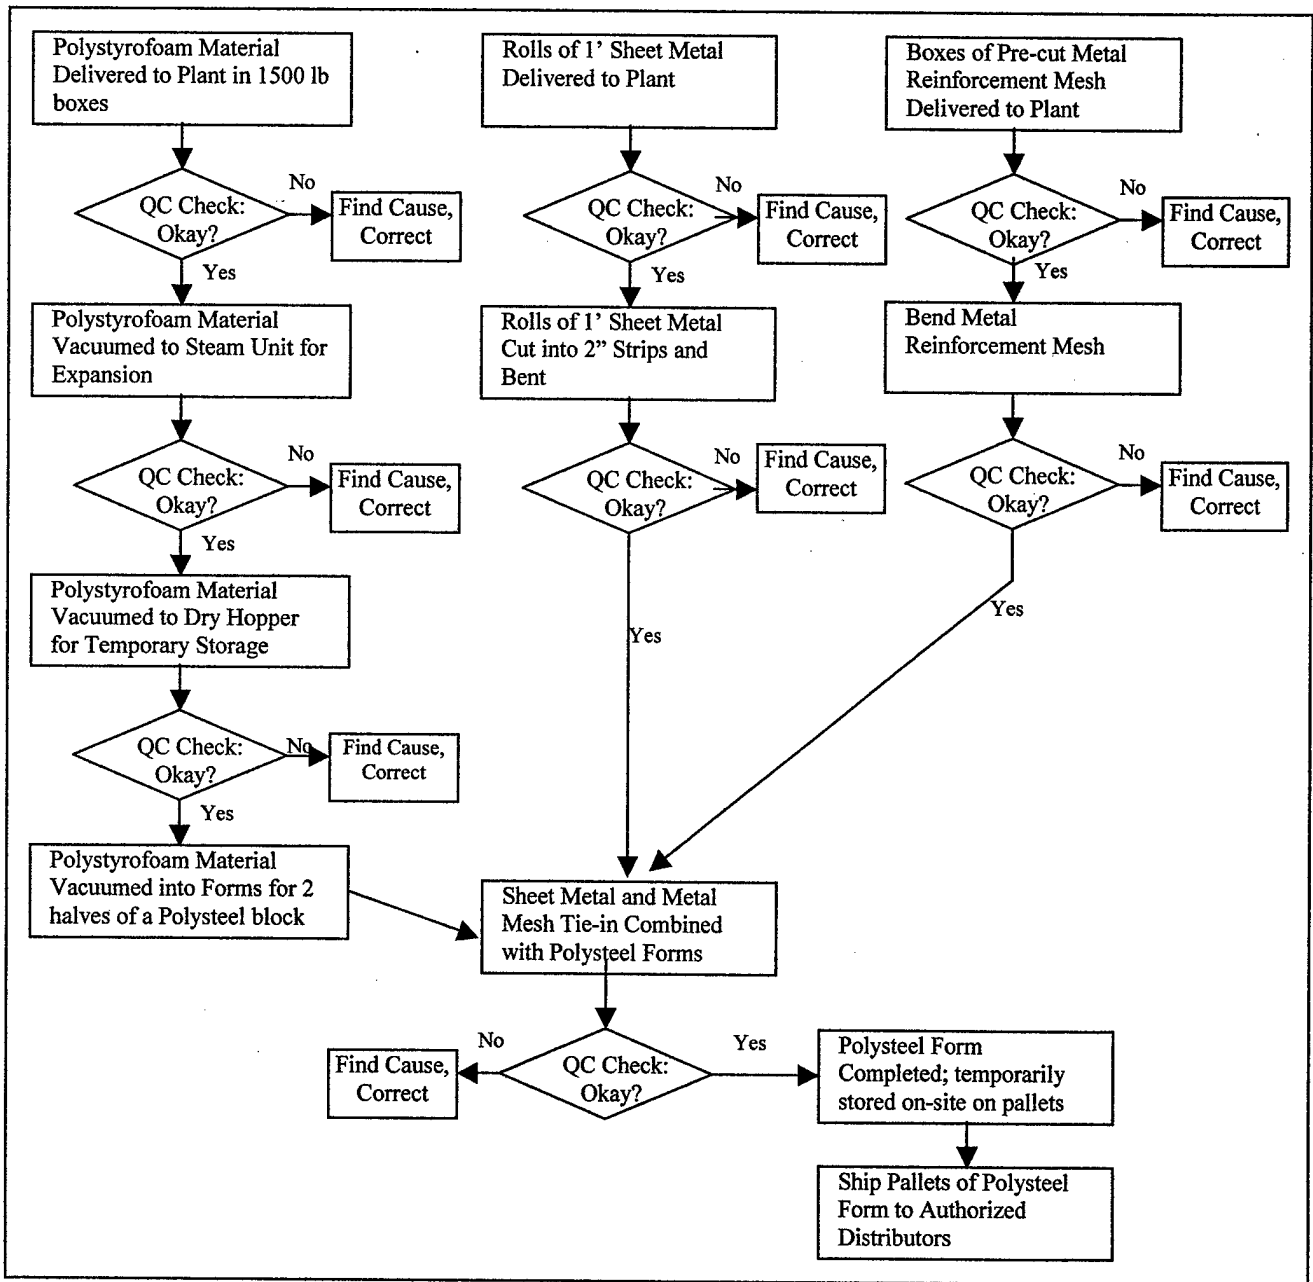 Polystyrofoam Material
Delivered to Plant in 1500 lb
boxes
Rolls of 1' Sheet Metal
Delivered to Plant
Boxes of Pre-cut Metal
Reinforcement Mesh
Delivered to Plant
QC Check:
Okay?
No
Find Cause,
Correct
Yes
QC Check:
Okay?
No
Find Cause,
Correct
Yes
QC Check:
Okay?
No
Find Cause,
Correct
Yes
Polystyrofoam Material
Vacuumed to Steam Unit for
Expansion
Rolls of 1' Sheet Metal
Cut into 2" Strips and
Bent
Bend Metal
Reinforcement Mesh
QC Check:
Okay?
No
Find Cause,
Correct
Yes
QC Check:
Okay?
No
Find Cause,
Correct
Yes
QC Check:
Okay?
No
Find Cause,
Correct
Yes
Polystyrofoam Material
Vacuumed to Dry Hopper
for Temporary Storage
QC Check:
Okay?
No
Find Cause,
Correct
Yes
Polystyrofoam Material
Vacuumed into Forms for 2
halves of a Polysteel block
Sheet Metal and Metal
Mesh Tie-in Combined
with Polysteel Forms
QC Check:
Okay?
No
Find Cause,
Correct
Yes
Polysteel Form
Completed; temporarily
stored on-site on pallets
Ship Pallets of Polysteel
Form to Authorized
Distributors